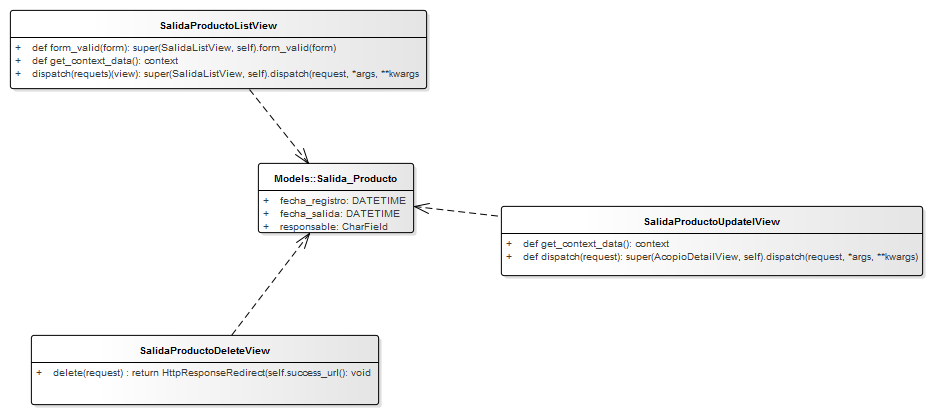 SalidaProductoListView
+ def form_valid(form): super(SalidaListView, self).form_valid(form)
+ def get_context_data(): context
+ dispatch(requets)(view): super(SalidaListView, self).dispatch(request, *args, **kwargs
Models::Salida_Producto
+ fecha_registro: DATETIME
+ fecha_salida: DATETIME
+ responsable: CharField
SalidaProductoUpdatelView
+ def get_context_data(): context
+ def dispatch(request): super(AcopioDetailView, self).dispatch(request, *args, **kwargs)
SalidaProductoDeleteView
+ delete(request) : return HttpResponseRedirect(self.success_url(): void